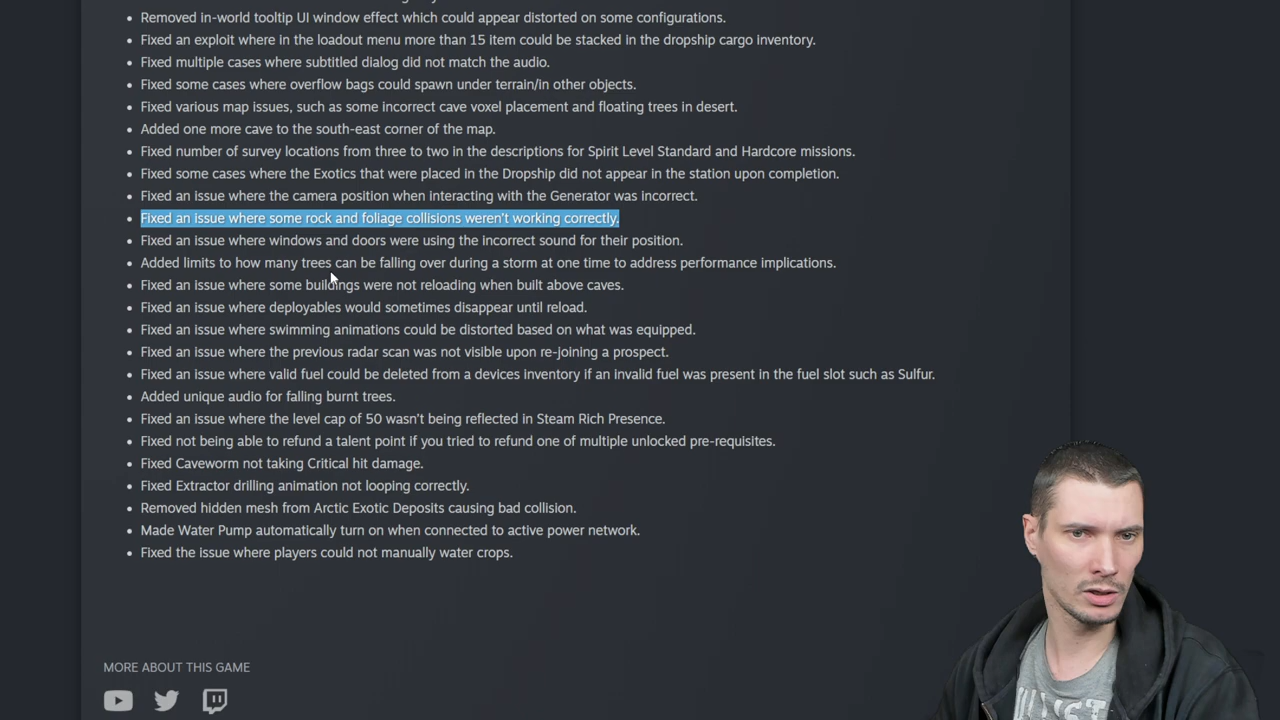 Removed in-world tooltip UI window effect which could appear distorted on some configurations.
Fixed an exploit where in the loadout menu more than 15 item could be stacked in the dropship cargo inventory.
Fixed multiple cases where subtitled dialog did not match the audio.
Fixed some cases where overflow bags could spawn under terrain/in other objects.
Fixed various map issues, such as some incorrect cave voxel placement and floating trees in desert.
Added one more cave to the south-east corner of the map.
Fixed number of survey locations from three to two in the descriptions for Spirit Level Standard and Hardcore missions.
Fixed some cases where the Exotics that were placed in the Dropship did not appear in the station upon completion.
Fixed an issue where the camera position when interacting with the Generator was incorrect.
Fixed an issue where some rock and foliage collisions weren't working correctly.
Fixed an issue where windows and doors were using the incorrect sound for their position.
Added limits to how many trees can be falling over during a storm at one time to address performance implications.
Fixed an issue where some buildings were not reloading when built above caves.
Fixed an issue where deployables would sometimes disappear until reload.
Fixed an issue where swimming animations could be distorted based on what was equipped.
Fixed an issue where the previous radar scan was not visible upon re-joining a prospect.
Fixed an issue where valid fuel could be deleted from a devices inventory if an invalid fuel was present in the fuel slot such as Sulfur.
Added unique audio for falling burnt trees.
Fixed an issue where the level cap of 50 wasn't being reflected in Steam Rich Presence.
Fixed not being able to refund a talent point if you tried to refund one of multiple unlocked pre-requisites.
Fixed Caveworm not taking Critical hit damage.
Fixed Extractor drilling animation not looping correctly.
Removed hidden mesh from Arctic Exotic Deposits causing bad collision.
Made Water Pump automatically turn on when connected to active power network.
Fixed the issue where players could not manually water crops.
MORE ABOUT THIS GAME